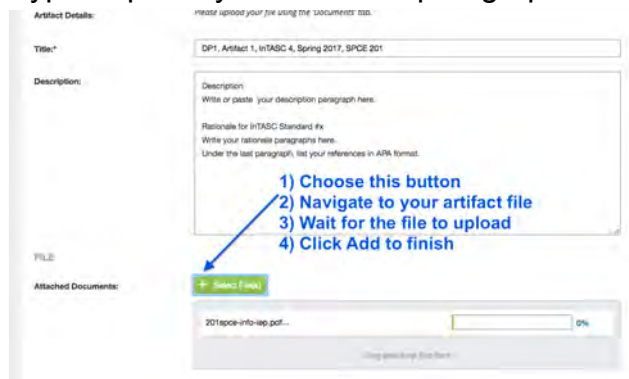 Artifact Details:
Please upload your file using the 'Documents' tab.
Title:*
DP1, Artifact 1, InTASC 4, Spring 2017, SPCE 201
Description:
Description
Write or paste your description paragraph here.
Rationale for InTASC Standard #x
Write your rationale paragraphs here.
Under the last paragraph, list your references in APA format.
1) Choose this button
2) Navigate to your artifact file
3) Wait for the file to upload
4) Click Add to finish
FILE
Attached Documents:
+ Select File(s)
201spce-info-iep.pdf...
0%